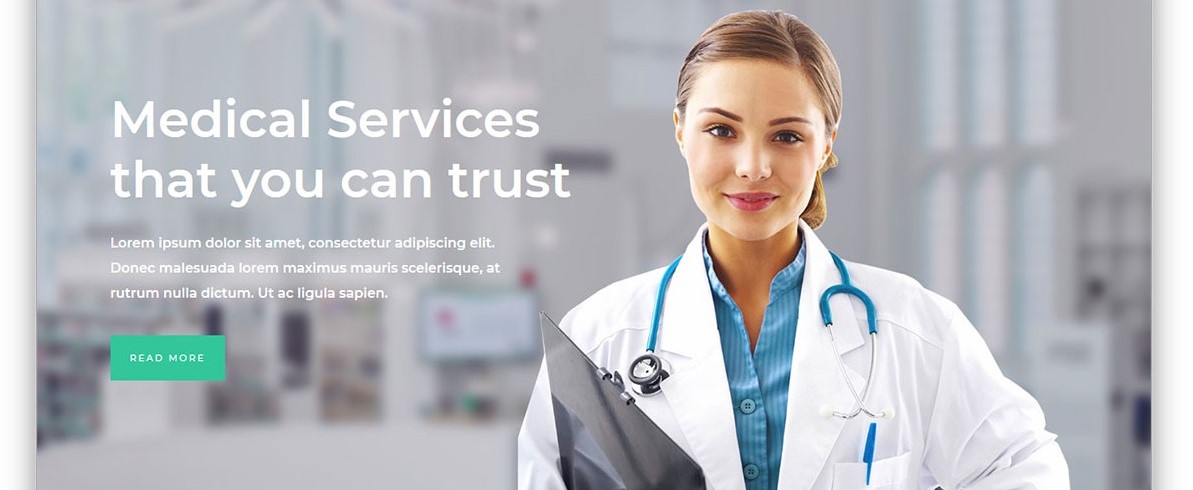 Medical Services
that you can trust
Lorem ipsum dolor sit amet, consectetur adipiscing elit.
Donec malesuada lorem maximus mauris scelerisque, at
rutrum nulla dictum. Ut ac ligula sapien.
READ MORE